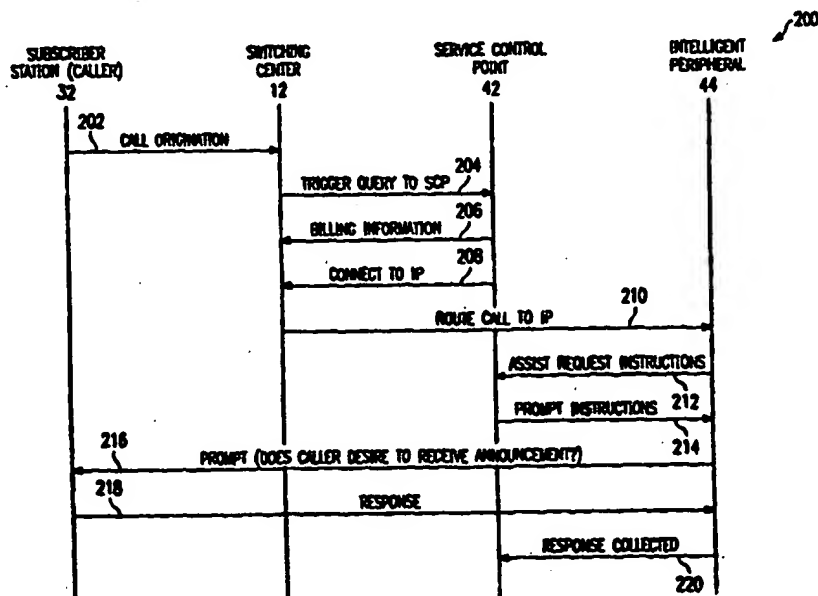 200
SUBSCRIBER
STATION (CALLER)
32
SWITCHING
CENTER
12
SERVICE CONTROL
POINT
42
INTELLIGENT
PERIPHERAL
44
202
CALL ORIGINATION
204
TRIGGER QUERY TO SCP
206
BILLING INFORMATION
208
CONNECT TO IP
210
ROUTE CALL TO IP
ASSIST REQUEST INSTRUCTIONS
212
PROMPT INSTRUCTIONS
214
216
PROMPT (DOES CALLER DESIRE TO RECEIVE ANNOUNCEMENT?)
218
RESPONSE
RESPONSE COLLECTED
220